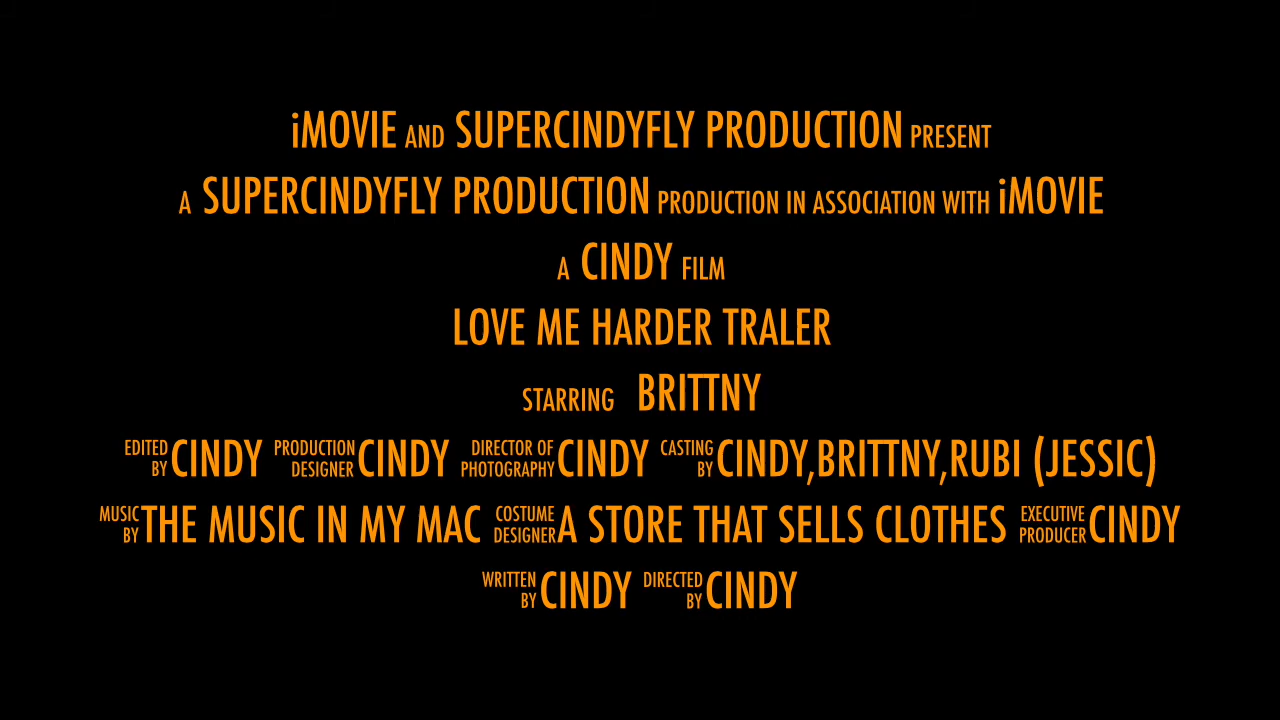 iMOVIE AND SUPERCINDYFLY PRODUCTION PRESENT
A SUPERCINDYFLY PRODUCTION PRODUCTION IN ASSOCIATION WITH iMOVIE
A CINDY FILM
LOVE ME HARDER TRALER
STARRING BRITTNY
EDITED BY CINDY PRODUCTION DESIGNER CINDY DIRECTOR OF PHOTOGRAPHY CINDY CASTING BY CINDY,BRITTNY,RUBI (JESSIC)
MUSIC BY THE MUSIC IN MY MAC COSTUME DESIGNER A STORE THAT SELLS CLOTHES EXECUTIVE PRODUCER CINDY
WRITTEN BY CINDY DIRECTED BY CINDY